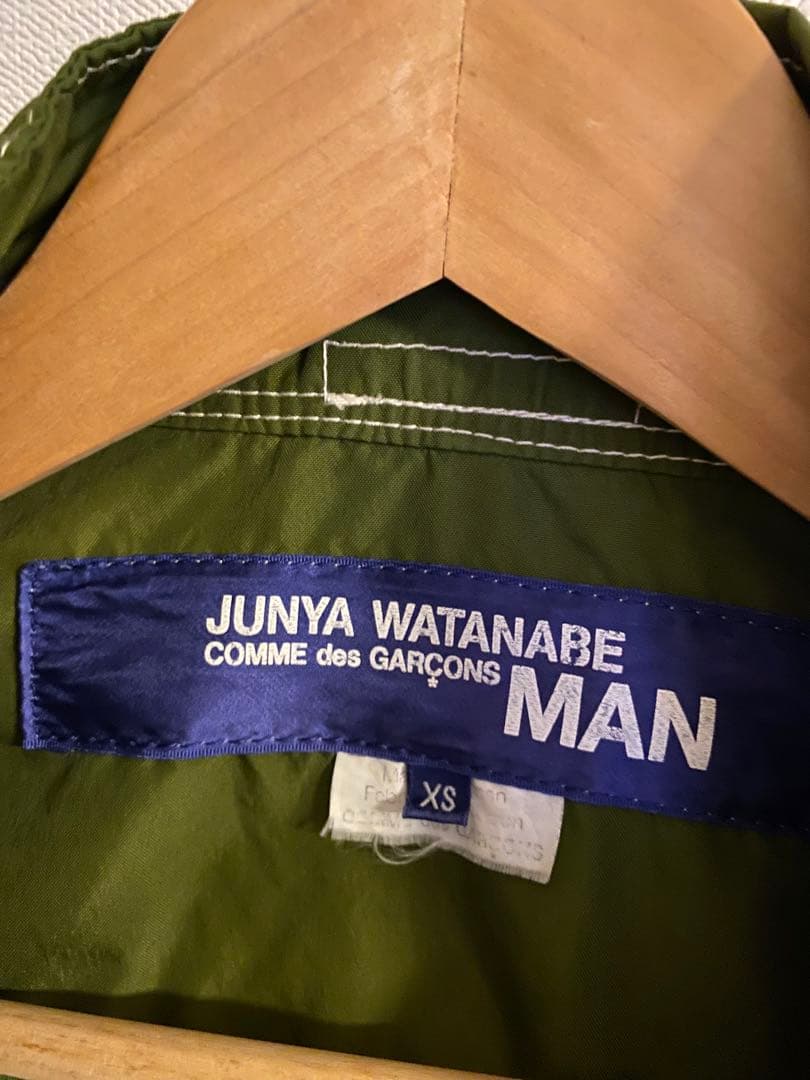 JUNYA WATANABE
COMME des GARÇONS
MAN
XS